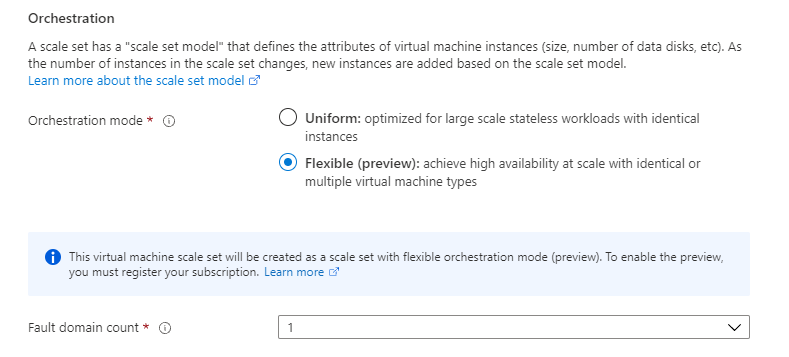 Orchestration
A scale set has a "scale set model" that defines the attributes of virtual machine instances (size, number of data disks, etc). As
the number of instances in the scale set changes, new instances are added based on the scale set model.
Learn more about the scale set model
Orchestration mode *
Uniform: optimized for large scale stateless workloads with identical
instances
Flexible (preview): achieve high availability at scale with identical or
multiple virtual machine types
This virtual machine scale set will be created as a scale set with flexible orchestration mode (preview). To enable the preview,
you must register your subscription. Learn more
Fault domain count *
1